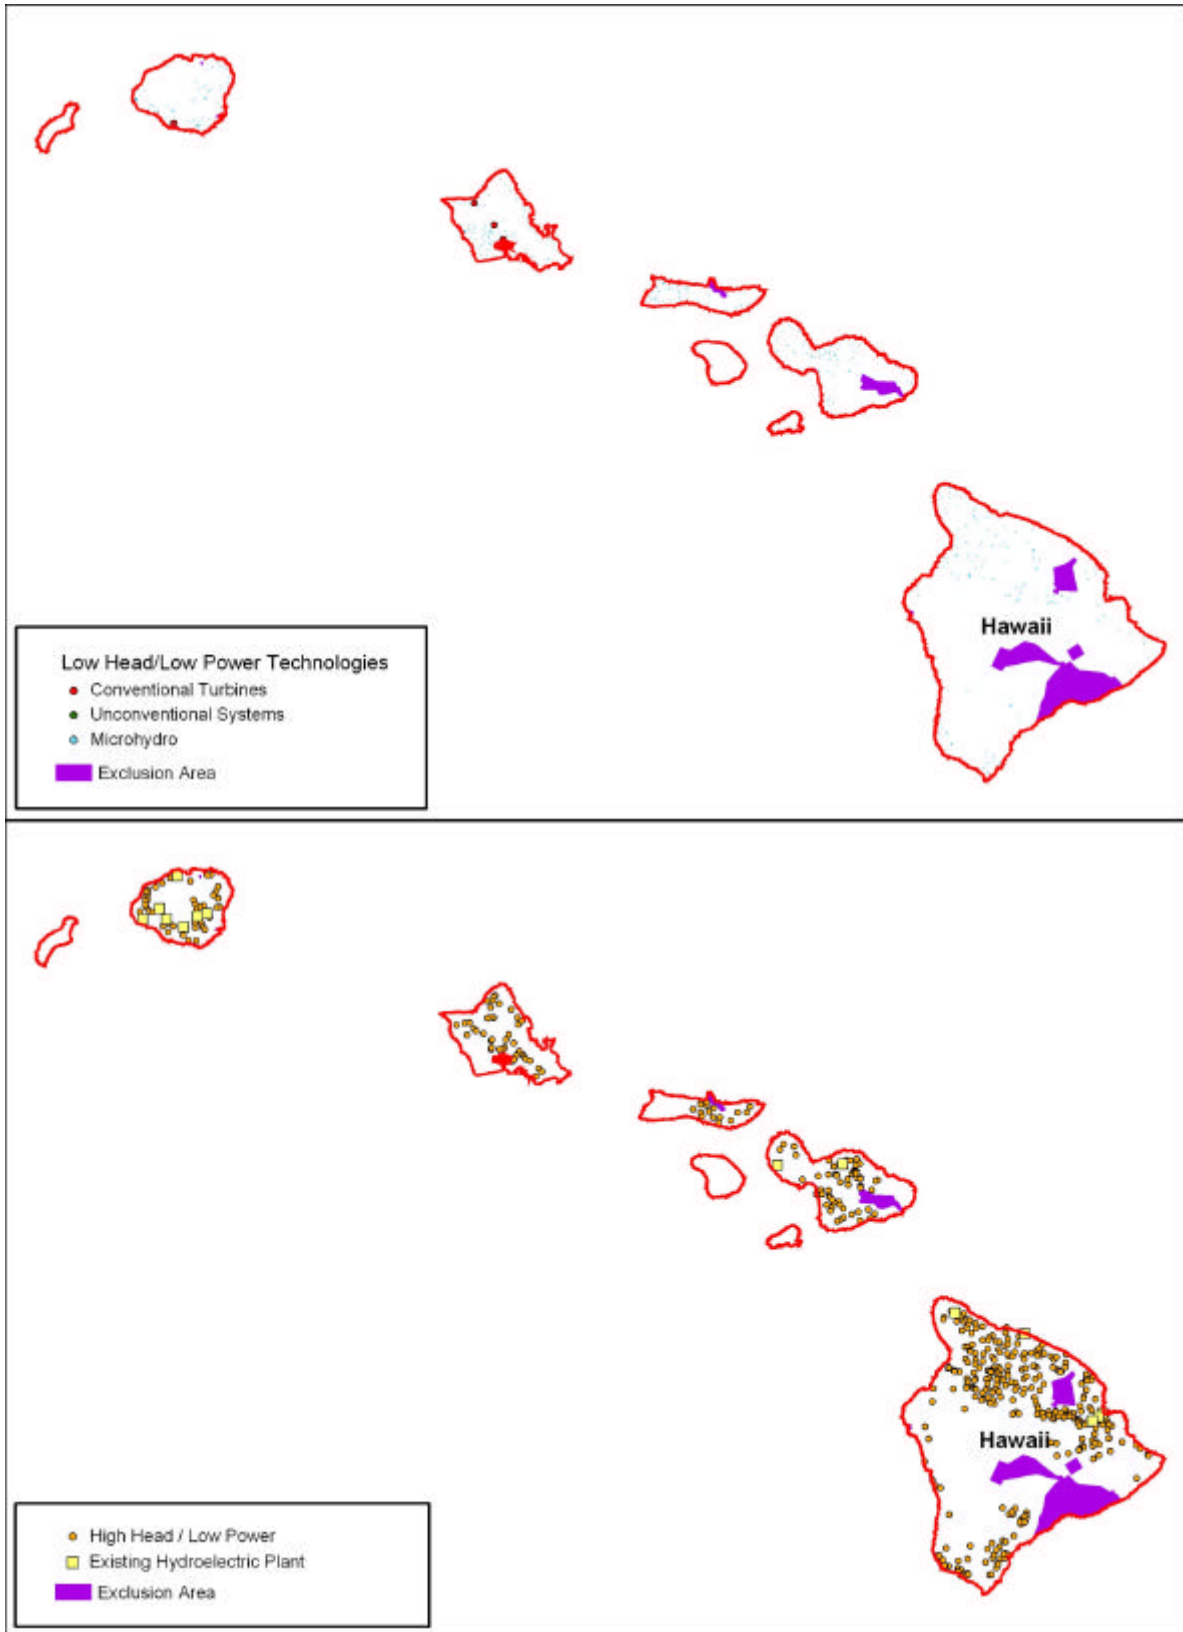 Hawaii
Low Head/Low Power Technologies
Conventional Turbines
Unconventional Systems
Microhydro
Exclusion Area
Hawaii
High Head / Low Power
Existing Hydroelectric Plant
Exclusion Area